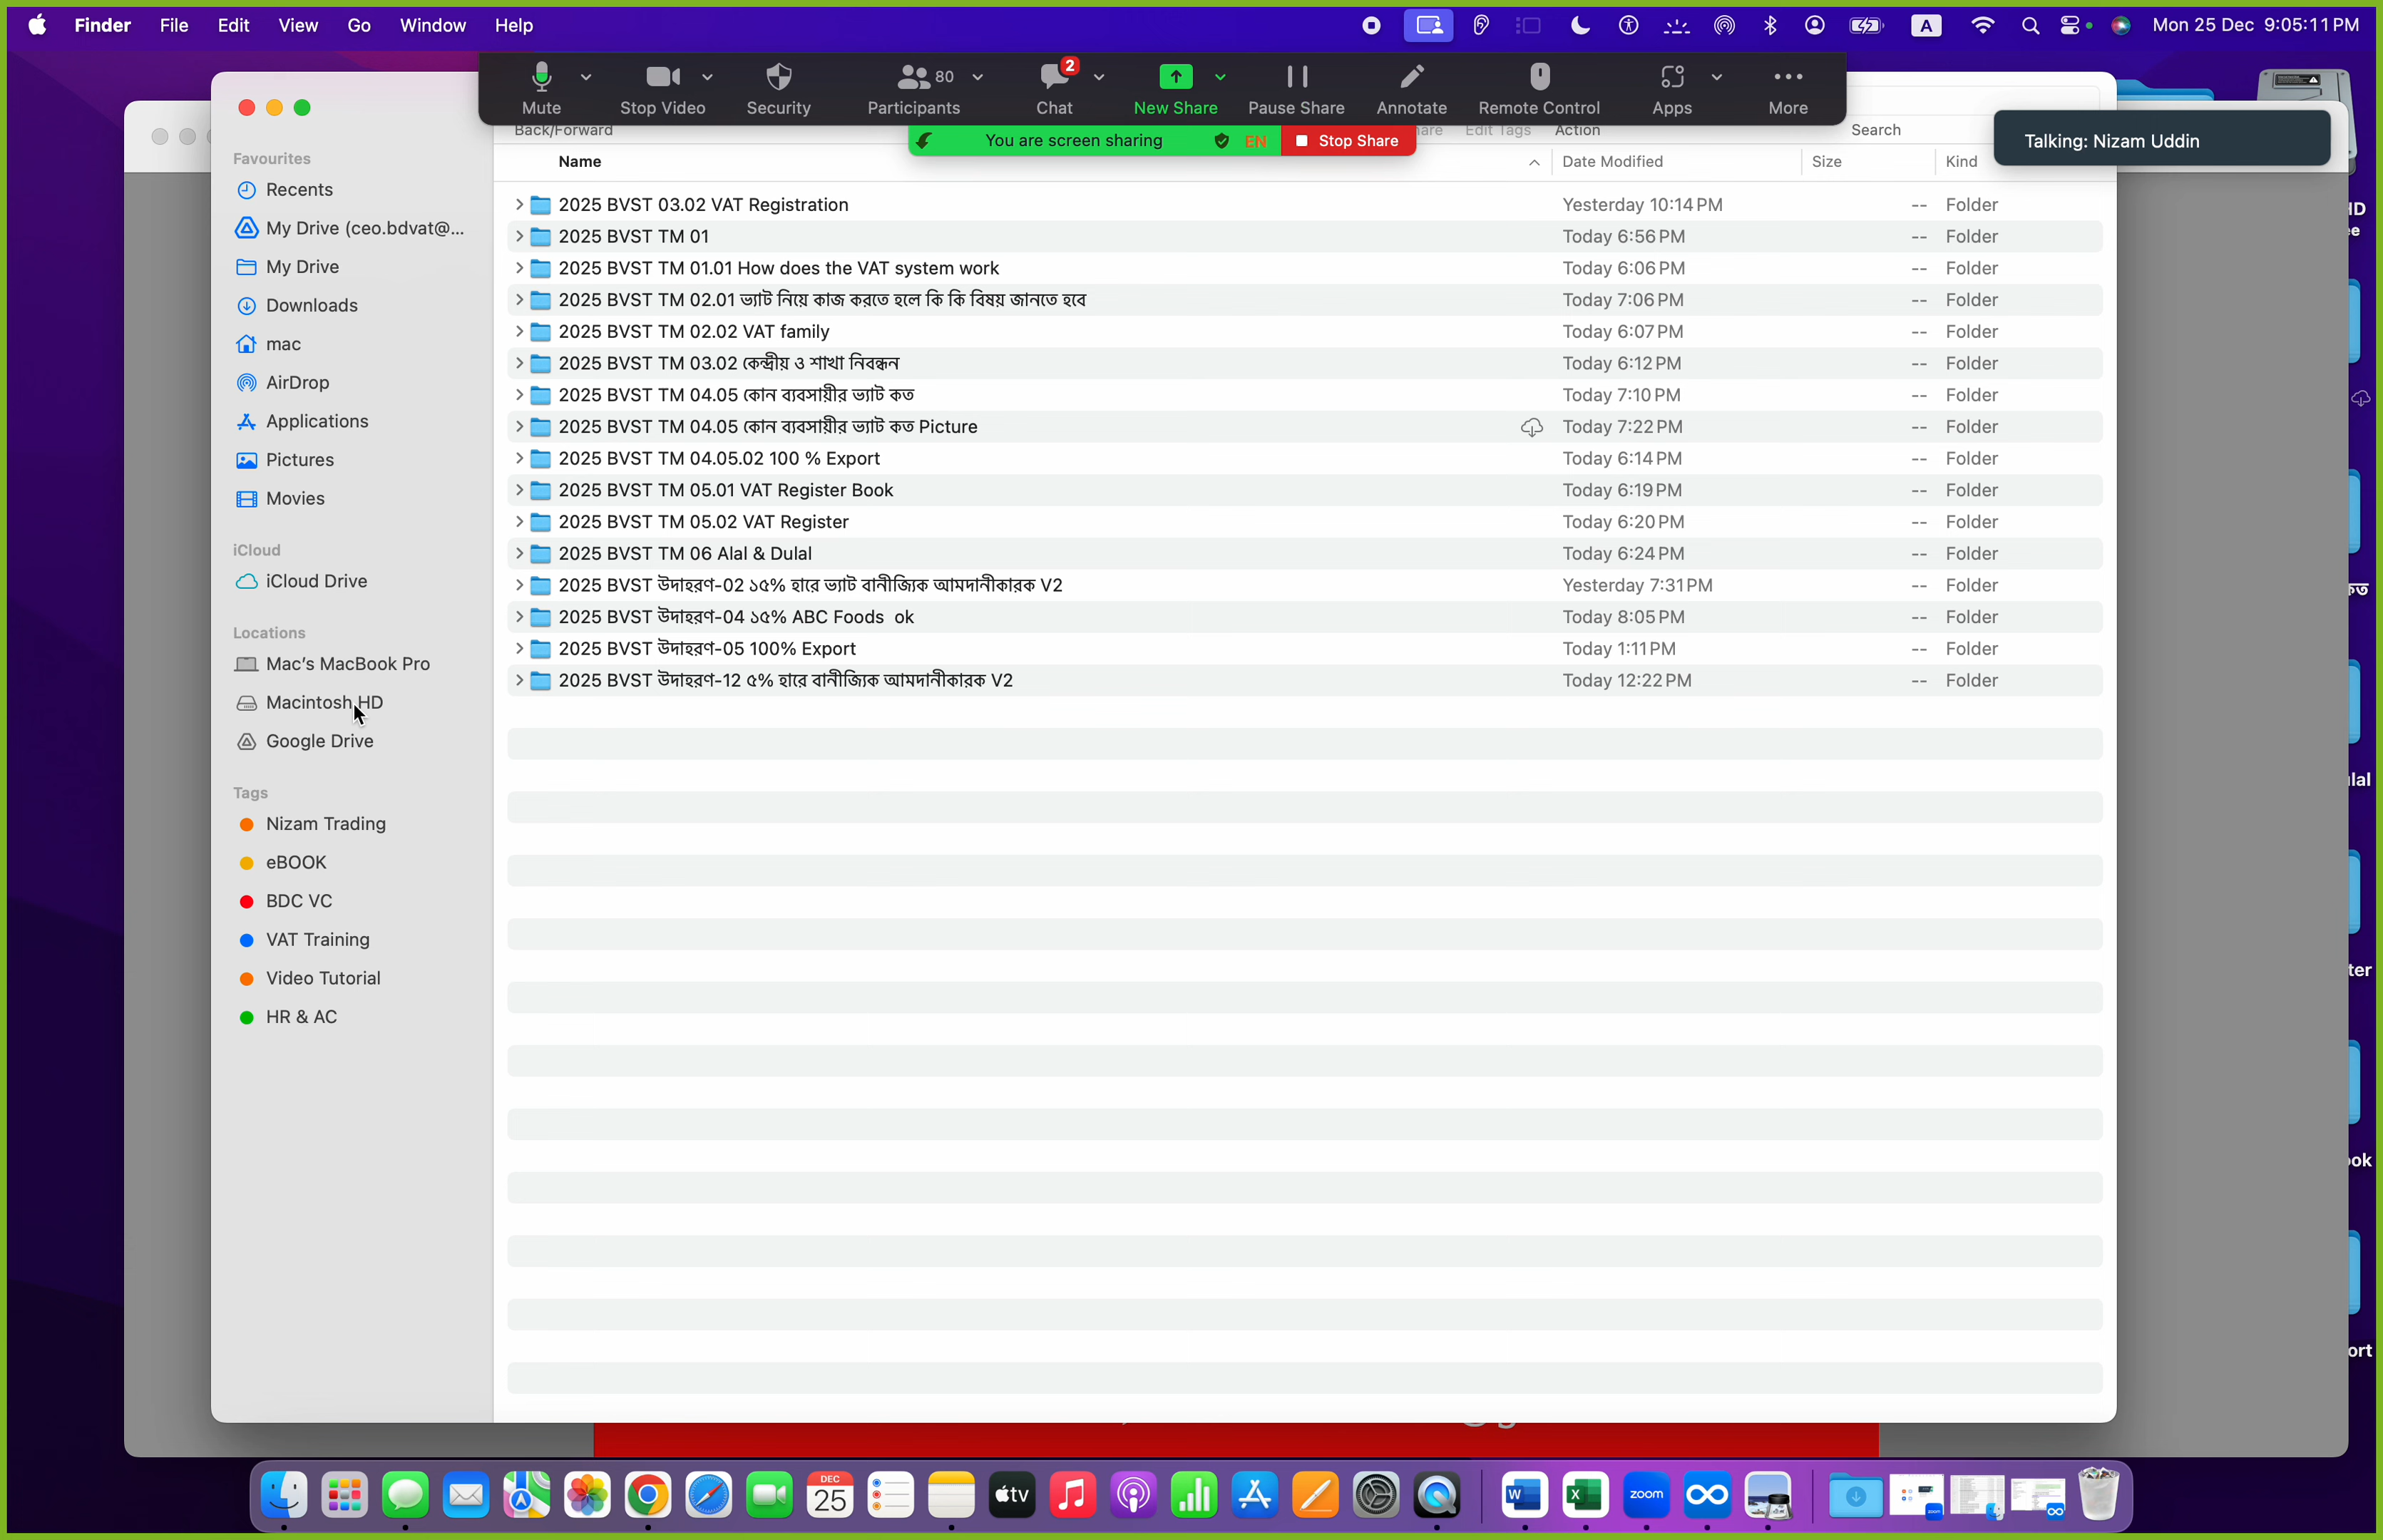 Finder File Edit View Go Window Help
A Mon 25 Dec 9:05:11 PM
Mute Stop Video Security Participants 80 Chat 2 New Share Pause Share Annotate Remote Control Apps More
Back/Forward Edit Tags Action Search
You are screen sharing EN Stop Share
Talking: Nizam Uddin
Name Date Modified Size Kind
Favourites
Recents
My Drive (ceo.bdvat@...
My Drive
Downloads
mac
AirDrop
Applications
Pictures
Movies
iCloud
iCloud Drive
Locations
Mac's MacBook Pro
Macintosh HD
Google Drive
Tags
Nizam Trading
eBOOK
BDC VC
VAT Training
Video Tutorial
HR & AC
2025 BVST 03.02 VAT Registration Yesterday 10:14 PM -- Folder
2025 BVST TM 01 Today 6:56 PM -- Folder
2025 BVST TM 01.01 How does the VAT system work Today 6:06 PM -- Folder
2025 BVST TM 02.01 ভ্যাট নিয়ে কাজ করতে হলে কি কি বিষয় জানতে হবে Today 7:06 PM -- Folder
2025 BVST TM 02.02 VAT family Today 6:07 PM -- Folder
2025 BVST TM 03.02 কেন্দ্রীয় ও শাখা নিবন্ধন Today 6:12 PM -- Folder
2025 BVST TM 04.05 কোন ব্যবসায়ীর ভ্যাট কত Today 7:10 PM -- Folder
2025 BVST TM 04.05 কোন ব্যবসায়ীর ভ্যাট কত Picture Today 7:22 PM -- Folder
2025 BVST TM 04.05.02 100 % Export Today 6:14 PM -- Folder
2025 BVST TM 05.01 VAT Register Book Today 6:19 PM -- Folder
2025 BVST TM 05.02 VAT Register Today 6:20 PM -- Folder
2025 BVST TM 06 Alal & Dulal Today 6:24 PM -- Folder
2025 BVST উদাহরণ-02 ১৫% হারে ভ্যাট বানীজ্যিক আমদানীকারক V2 Yesterday 7:31 PM -- Folder
2025 BVST উদাহরণ-04 ১৫% ABC Foods ok Today 8:05 PM -- Folder
2025 BVST উদাহরণ-05 100% Export Today 1:11 PM -- Folder
2025 BVST উদাহরণ-12 ৫% হারে বানীজ্যিক আমদানীকারক V2 Today 12:22 PM -- Folder
DEC
25
tv
zoom